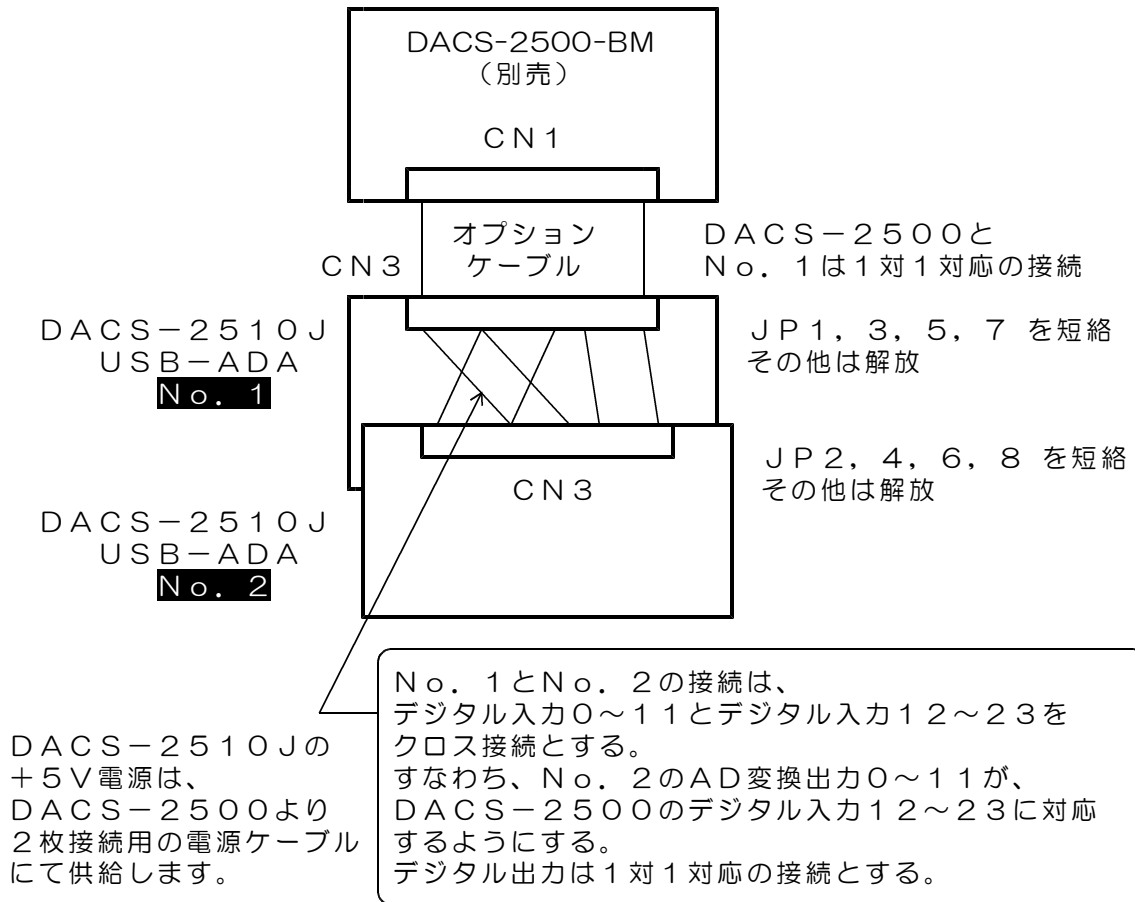 DACS-2500-BM
（別売）
ＣＮ１
オプション
ケーブル
ＣＮ３
ＤＡＣＳ－２５００と
Ｎｏ．１は１対１対応の接続
ＤＡＣＳ－２５１０Ｊ
ＵＳＢ－ＡＤＡ
Ｎｏ．１
ＪＰ１，３，５，７ を短絡
その他は解放
ＪＰ２，４，６，８ を短絡
その他は解放
ＣＮ３
ＤＡＣＳ－２５１０Ｊ
ＵＳＢ－ＡＤＡ
Ｎｏ．２
Ｎｏ．１とＮｏ．２の接続は、
デジタル入力０～１１とデジタル入力１２～２３を
クロス接続とする。
すなわち、Ｎｏ．２のＡＤ変換出力０～１１が、
ＤＡＣＳ－２５００のデジタル入力１２～２３に対応
するようにする。
デジタル出力は１対１対応の接続とする。
ＤＡＣＳ－２５１０Ｊの
＋５Ｖ電源は、
ＤＡＣＳ－２５００より
２枚接続用の電源ケーブル
にて供給します。